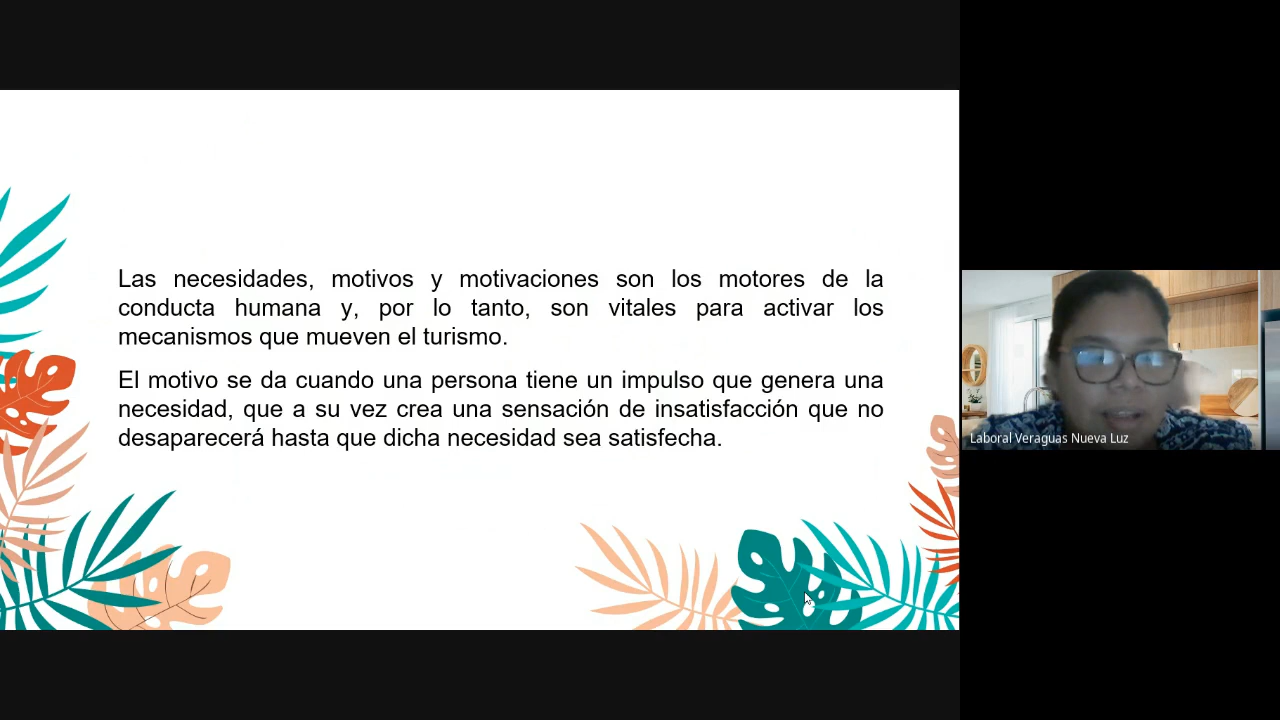 Las necesidades, motivos y motivaciones son los motores de la
conducta humana y, por lo tanto, son vitales para activar los
mecanismos que mueven el turismo.
El motivo se da cuando una persona tiene un impulso que genera una
necesidad, que a su vez crea una sensación de insatisfacción que no
desaparecerá hasta que dicha necesidad sea satisfecha.
Laboral Veraguas Nueva Luz